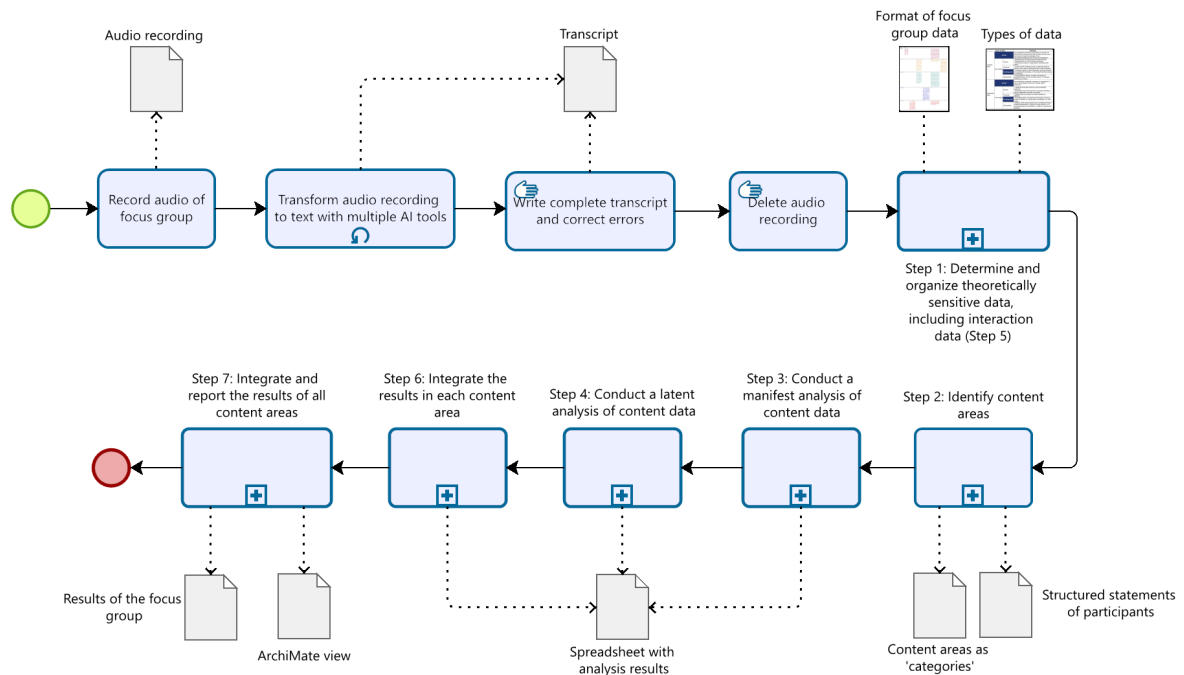 Audio recording
Transcript
Format of focus
group data
Types of data
Record audio of
focus group
Transform audio recording
to text with multiple AI tools
Write complete transcript
and correct errors
Delete audio
recording
Step 1: Determine and
organize theoretically
sensitive data,
including interaction
data (Step 5)
Step 7: Integrate and
report the results of all
content areas
Step 6: Integrate the
results in each content
area
Step 4: Conduct a latent
analysis of content data
Step 3: Conduct a
manifest analysis of
content data
Step 2: Identify content
areas
Results of the focus
group
ArchiMate view
Spreadsheet with
analysis results
Content areas as
'categories'
Structured statements
of participants